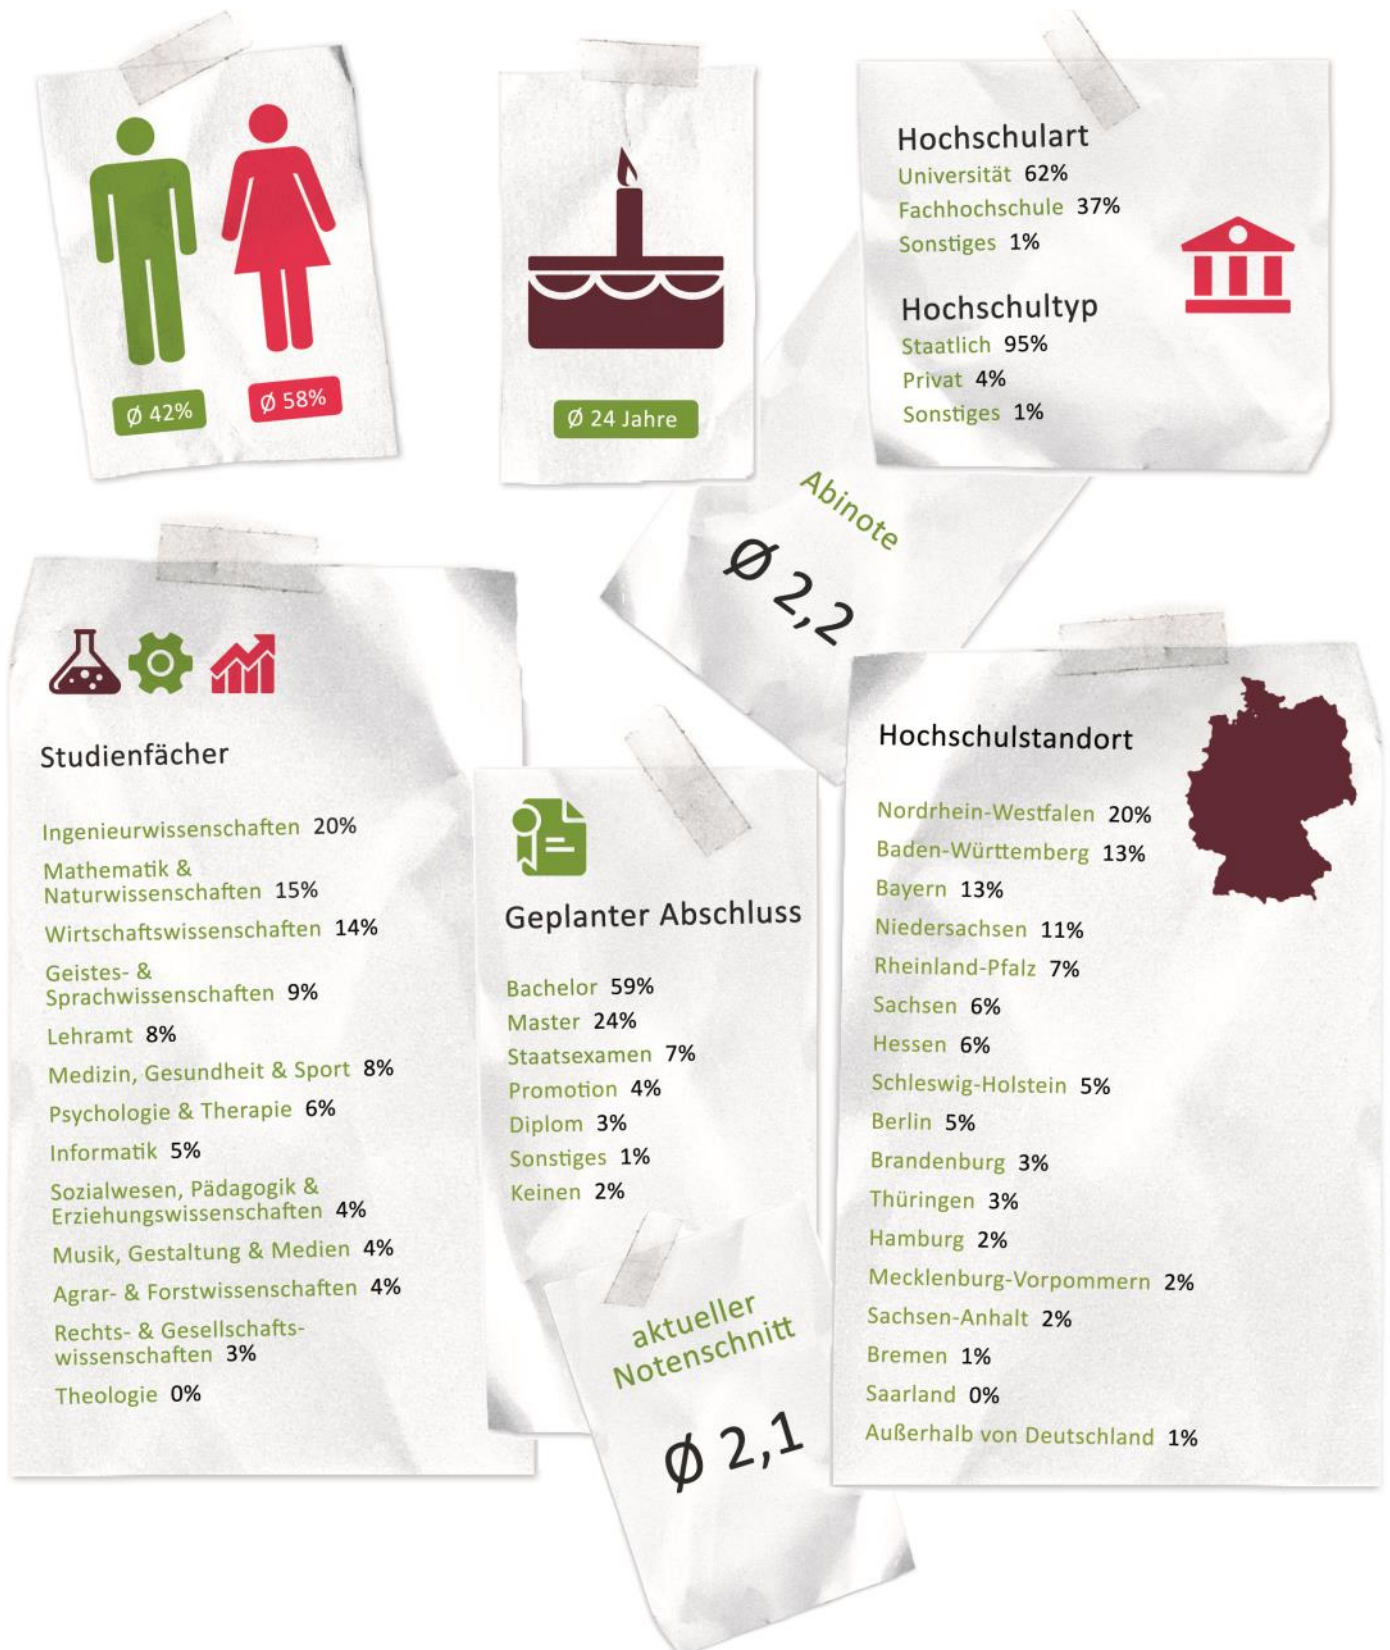 Ø 42%
Ø 58%
Ø 24 Jahre
Hochschulart
Universität 62%
Fachhochschule 37%
Sonstiges 1%
Hochschultyp
Staatlich 95%
Privat 4%
Sonstiges 1%
Abinote
Ø 2,2
Studienfächer
Ingenieurwissenschaften 20%
Mathematik &
Naturwissenschaften 15%
Wirtschaftswissenschaften 14%
Geistes- &
Sprachwissenschaften 9%
Lehramt 8%
Medizin, Gesundheit & Sport 8%
Psychologie & Therapie 6%
Informatik 5%
Sozialwesen, Pädagogik &
Erziehungswissenschaften 4%
Musik, Gestaltung & Medien 4%
Agrar- & Forstwissenschaften 4%
Rechts- & Gesellschafts-
wissenschaften 3%
Theologie 0%
Geplanter Abschluss
Bachelor 59%
Master 24%
Staatsexamen 7%
Promotion 4%
Diplom 3%
Sonstiges 1%
Keinen 2%
aktueller
Notenschnitt
Ø 2,1
Hochschulstandort
Nordrhein-Westfalen 20%
Baden-Württemberg 13%
Bayern 13%
Niedersachsen 11%
Rheinland-Pfalz 7%
Sachsen 6%
Hessen 6%
Schleswig-Holstein 5%
Berlin 5%
Brandenburg 3%
Thüringen 3%
Hamburg 2%
Mecklenburg-Vorpommern 2%
Sachsen-Anhalt 2%
Bremen 1%
Saarland 0%
Außerhalb von Deutschland 1%